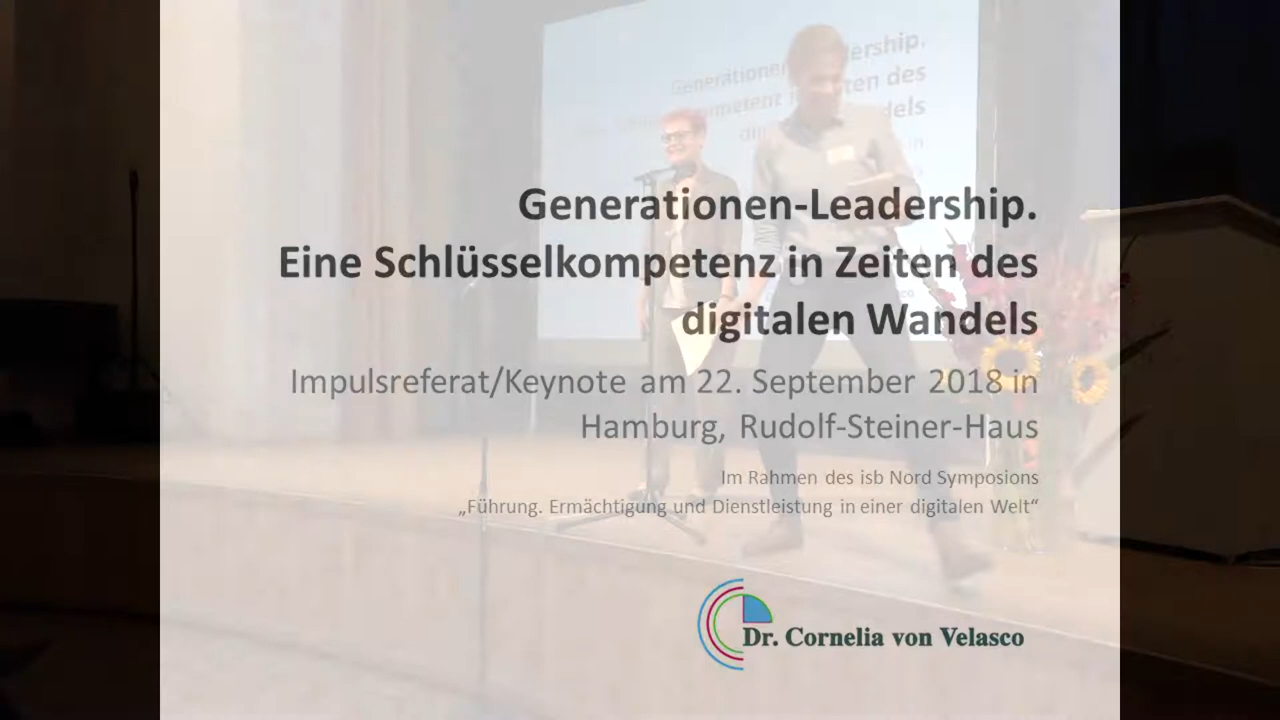 Generationen-Leadership.
Eine Schlüsselkompetenz in Zeiten des
digitalen Wandels
Impulsreferat/Keynote am 22. September 2018 in
Hamburg, Rudolf-Steiner-Haus
Im Rahmen des isb Nord Symposions
„Führung. Ermächtigung und Dienstleistung in einer digitalen Welt“
Dr. Cornelia von Velasco